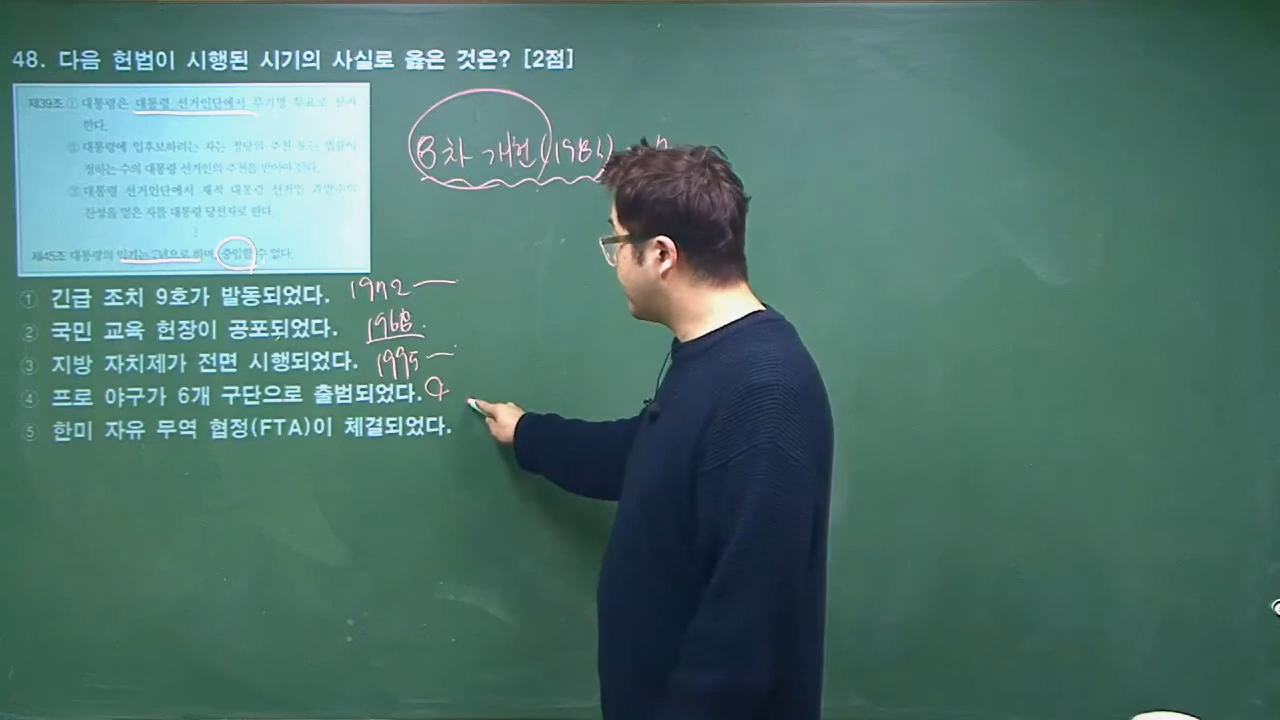 48. 다음 헌법이 시행된 시기의 사실로 옳은 것은? [2점]
제39조 ① 대통령은 대통령 선거인단에서 무기명 투표로 선거
한다.
② 대통령에 입후보하려는 자는 정당의 추천 또는 법률이
정하는 수의 대통령 선거인의 추천을 받아야 한다.
③ 대통령 선거인단에서 재적 대통령 선거인 과반수의
찬성을 얻은 자를 대통령 당선자로 한다.
⋮
제45조 대통령의 임기는 7년으로 하며, 중임할 수 없다.
8차 개헌(198
① 긴급 조치 9호가 발동되었다. 1972
② 국민 교육 헌장이 공포되었다. 1968.
③ 지방 자치제가 전면 시행되었다. 1995
④ 프로 야구가 6개 구단으로 출범되었다.
⑤ 한미 자유 무역 협정(FTA)이 체결되었다.